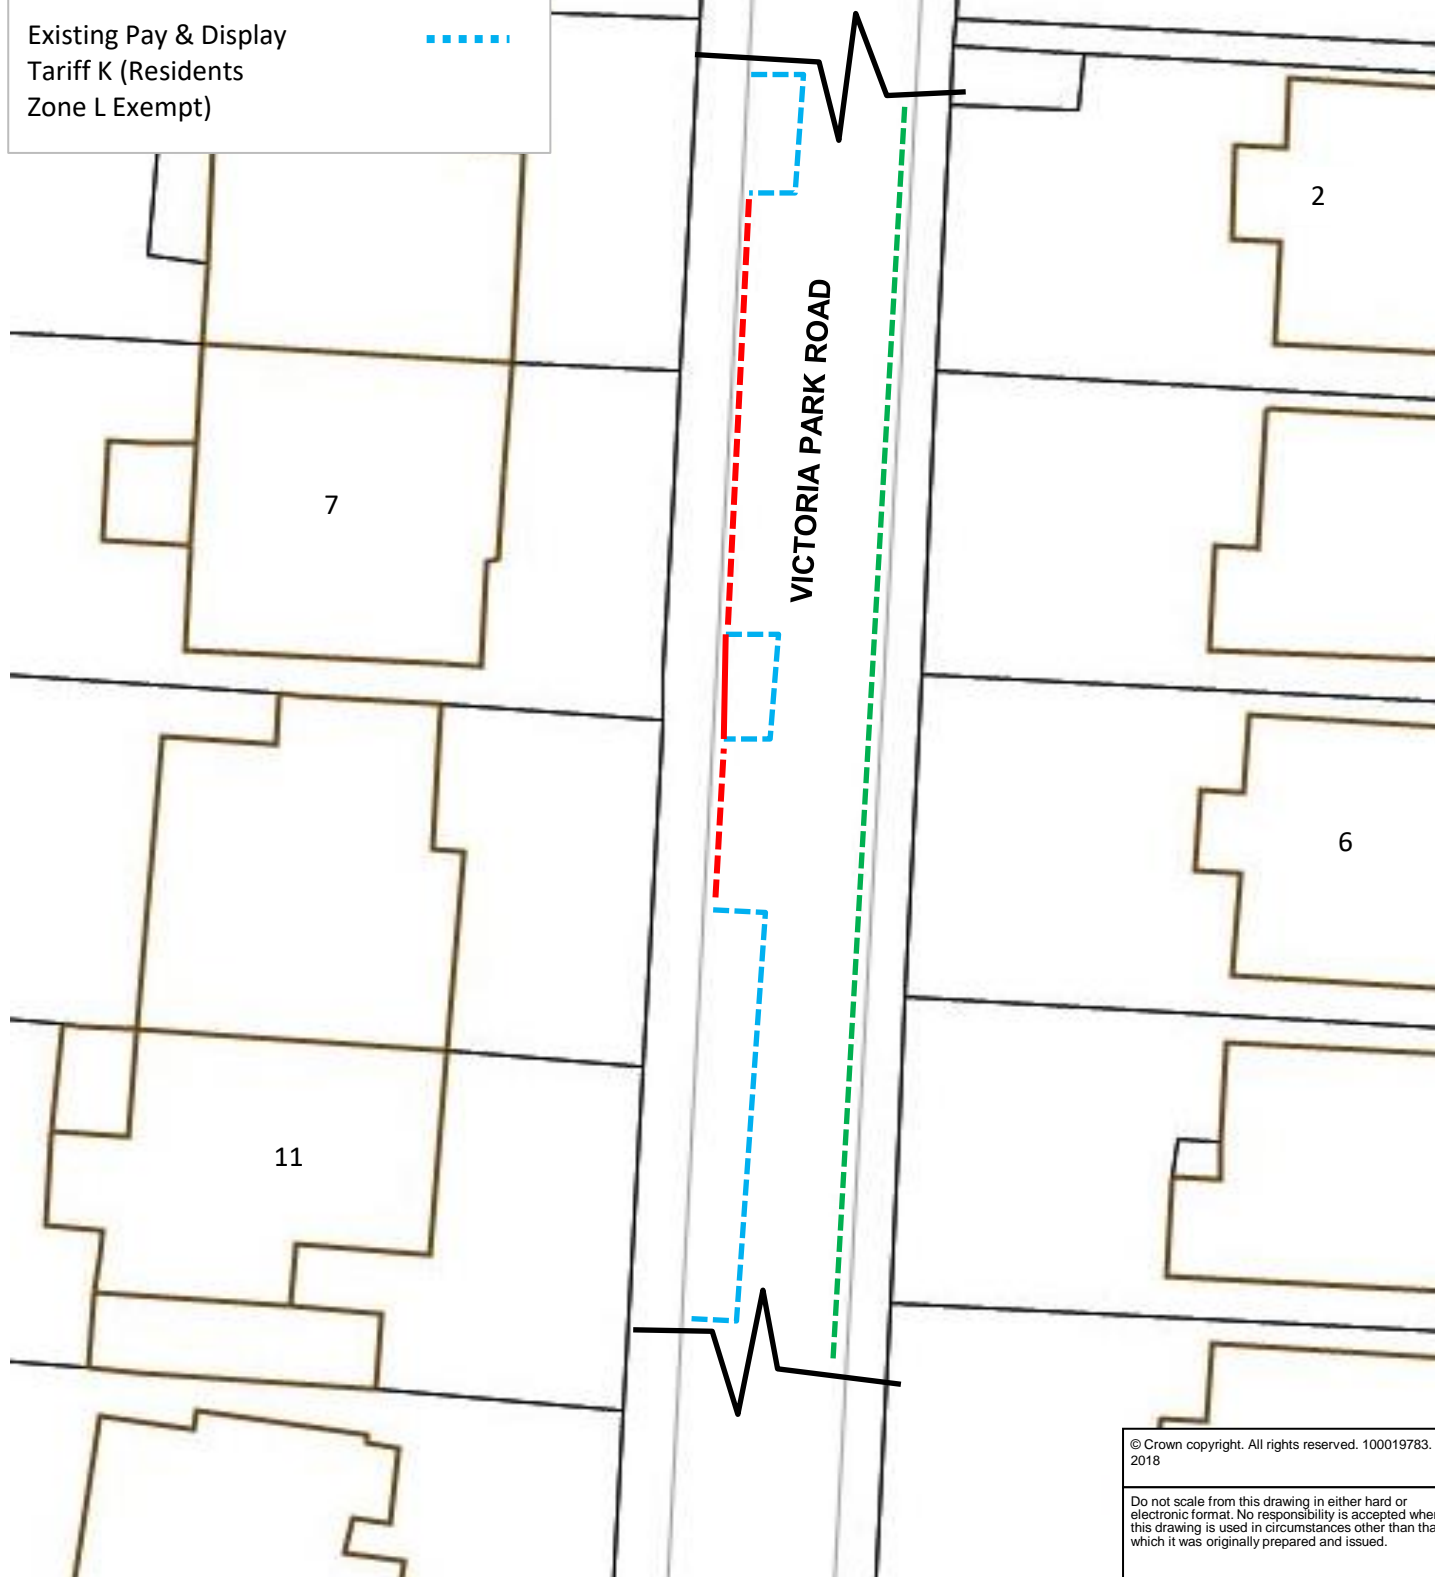 Existing Pay & Display
Tariff K (Residents
Zone L Exempt)
2
VICTORIA PARK ROAD
7
6
11
© Crown copyright. All rights reserved. 100019783.
2018
Do not scale from this drawing in either hard or
electronic format. No responsibility is accepted wher
this drawing is used in circumstances other than tha
which it was originally prepared and issued.